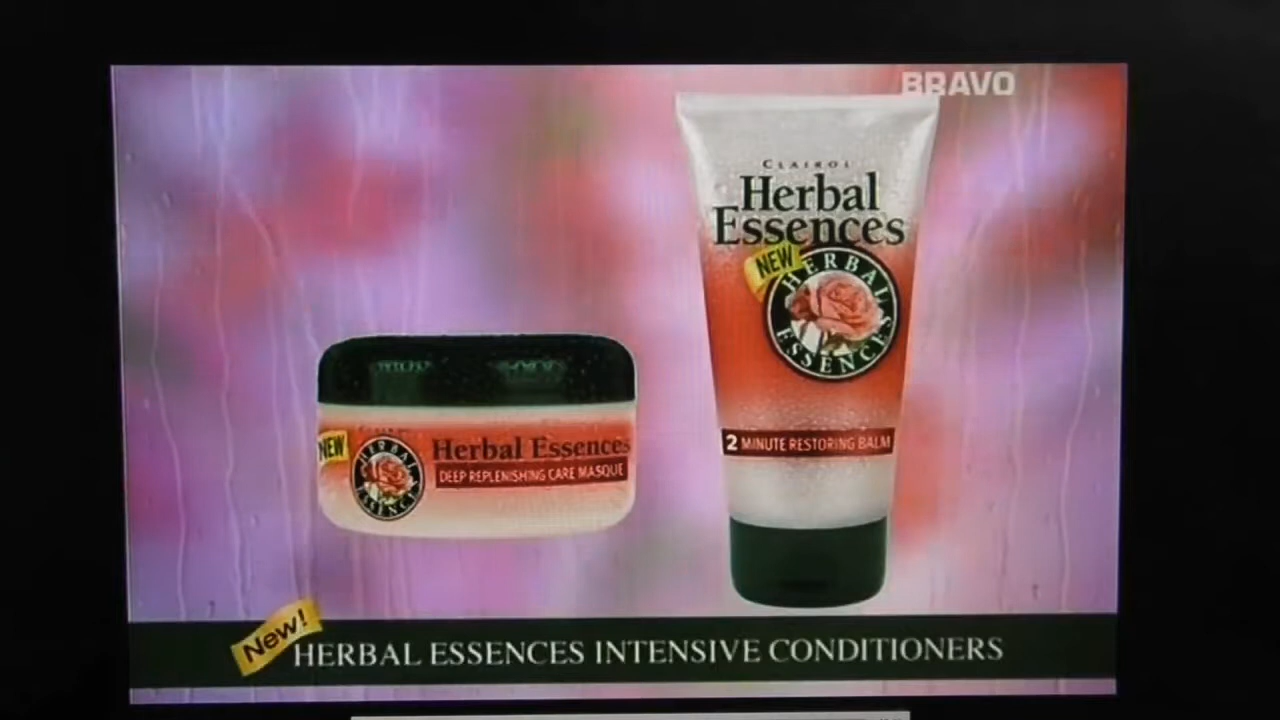 BRAVO
CLAIROL
Herbal
Essences
NEW
HERBAL
ESSENCES
2 MINUTE RESTORING BALM
NEW
HERBAL
ESSENCES
Herbal Essences
DEEP REPLENISHING CARE MASQUE
New!
HERBAL ESSENCES INTENSIVE CONDITIONERS